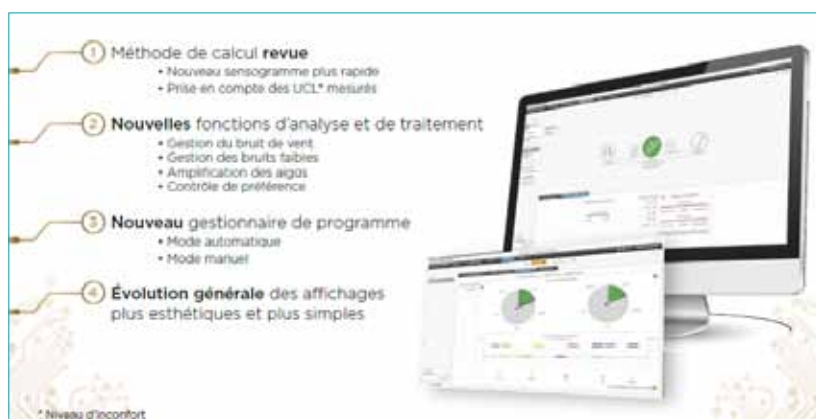 1 Méthode de calcul revue
• Nouveau sensogramme plus rapide
• Prise en compte des UCL* mesurés
2 Nouvelles fonctions d'analyse et de traitement
• Gestion du bruit de vent
• Gestion des bruits faibles
• Amplification des aigüs
• Contrôle de préférence
3 Nouveau gestionnaire de programme
• Mode automatique
• Mode manuel
4 Évolution générale des affichages
plus esthétiques et plus simples
* Niveau d'inconfort